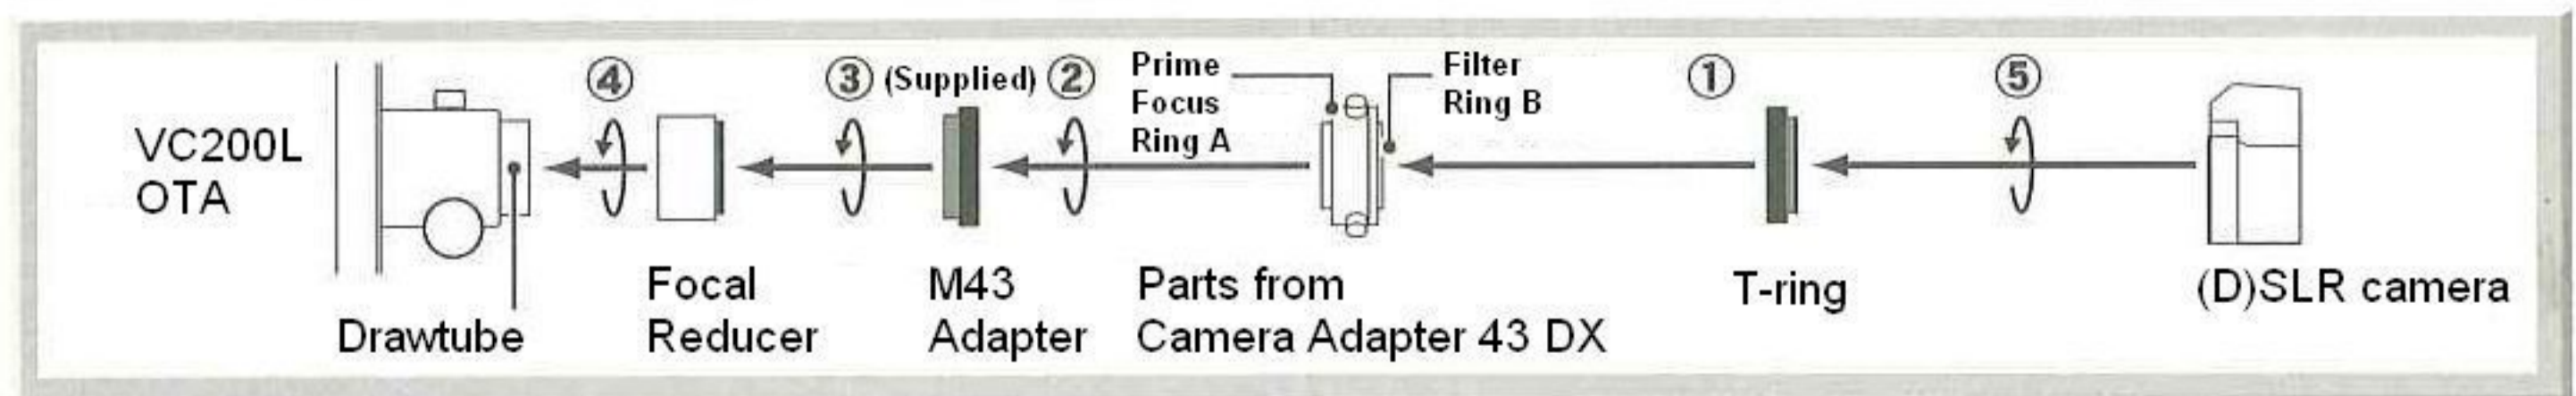 VC200L
OTA
Drawtube
④
Focal
Reducer
③ (Supplied)
M43
Adapter
②
Prime
Focus
Ring A
Filter
Ring B
Parts from
Camera Adapter 43 DX
①
T-ring
⑤
(D)SLR camera